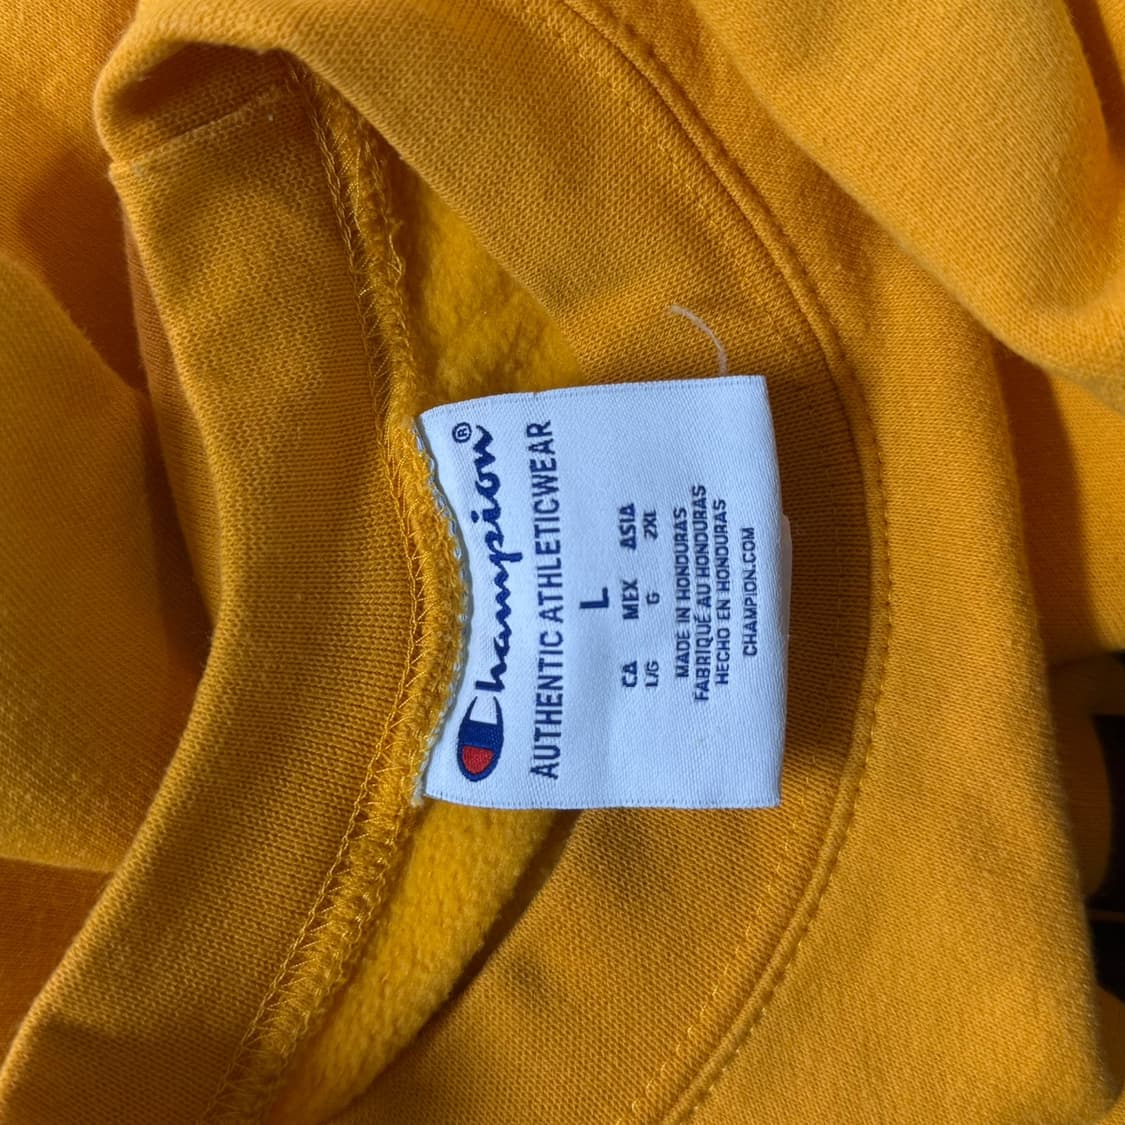 Champion®
AUTHENTIC ATHLETICWEAR
L
CA MEX ASIA
L/G G 2XL
MADE IN HONDURAS
FABRIQUÉ AU HONDURAS
HECHO EN HONDURAS
CHAMPION.COM